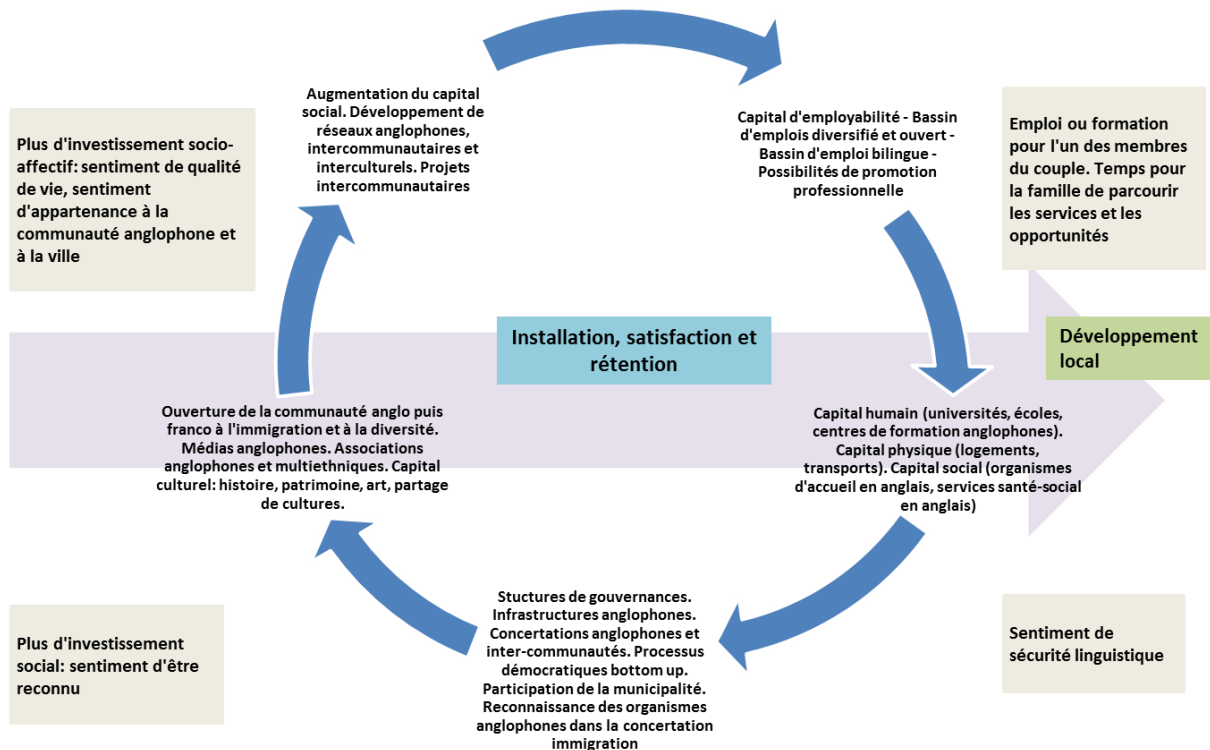 Augmentation du capital
social. Développement de
réseaux anglophones,
intercommunautaires et
interculturels. Projets
intercommunautaires
Capital d'employabilité - Bassin
d'emplois diversifié et ouvert -
Bassin d'emploi bilingue -
Possibilités de promotion
professionnelle
Plus d'investissement socio-
affectif: sentiment de qualité
de vie, sentiment
d'appartenance à la
communauté anglophone et
à la ville
Emploi ou formation
pour l'un des membres
du couple. Temps pour
la famille de parcourir
les services et les
opportunités
Installation, satisfaction et
rétention
Développement
local
Ouverture de la communauté anglo puis
franco à l'immigration et à la diversité.
Médias anglophones. Associations
anglophones et multiethniques. Capital
culturel: histoire, patrimoine, art, partage
de cultures.
Capital humain (universités, écoles,
centres de formation anglophones).
Capital physique (logements,
transports). Capital social (organismes
d'accueil en anglais, services santé-social
en anglais)
Stuctures de gouvernances.
Infrastructures anglophones.
Concertations anglophones et
inter-communautés. Processus
démocratiques bottom up.
Participation de la municipalité.
Reconnaissance des organismes
anglophones dans la concertation
immigration
Plus d'investissement
social: sentiment d'être
reconnu
Sentiment de
sécurité linguistique